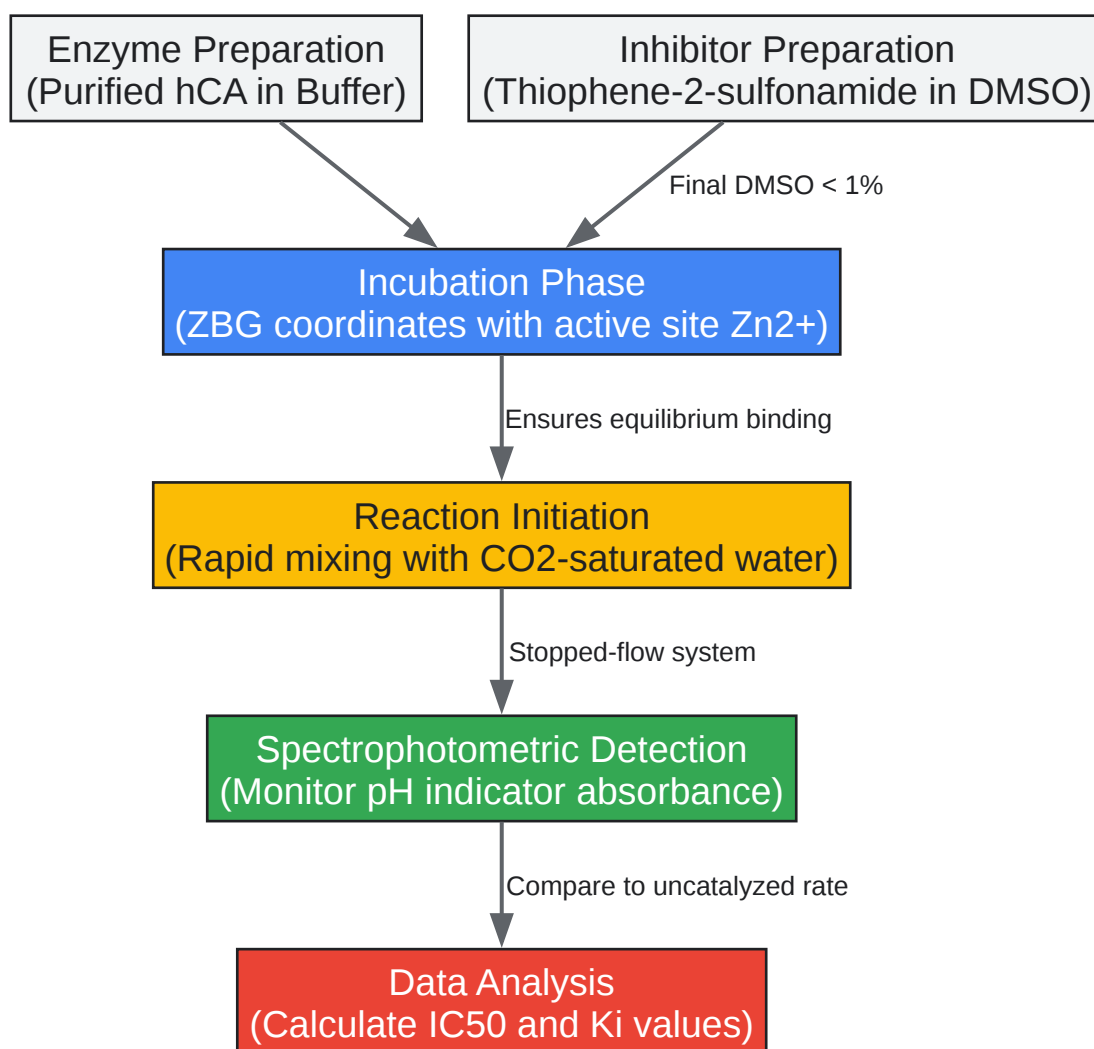 Enzyme Preparation
(Purified hCA in Buffer)
Inhibitor Preparation
(Thiophene-2-sulfonamide in DMSO)
Final DMSO < 1%
Incubation Phase
(ZBG coordinates with active site Zn2+)
Ensures equilibrium binding
Reaction Initiation
(Rapid mixing with CO2-saturated water)
Stopped-flow system
Spectrophotometric Detection
(Monitor pH indicator absorbance)
Compare to uncatalyzed rate
Data Analysis
(Calculate IC50 and Ki values)